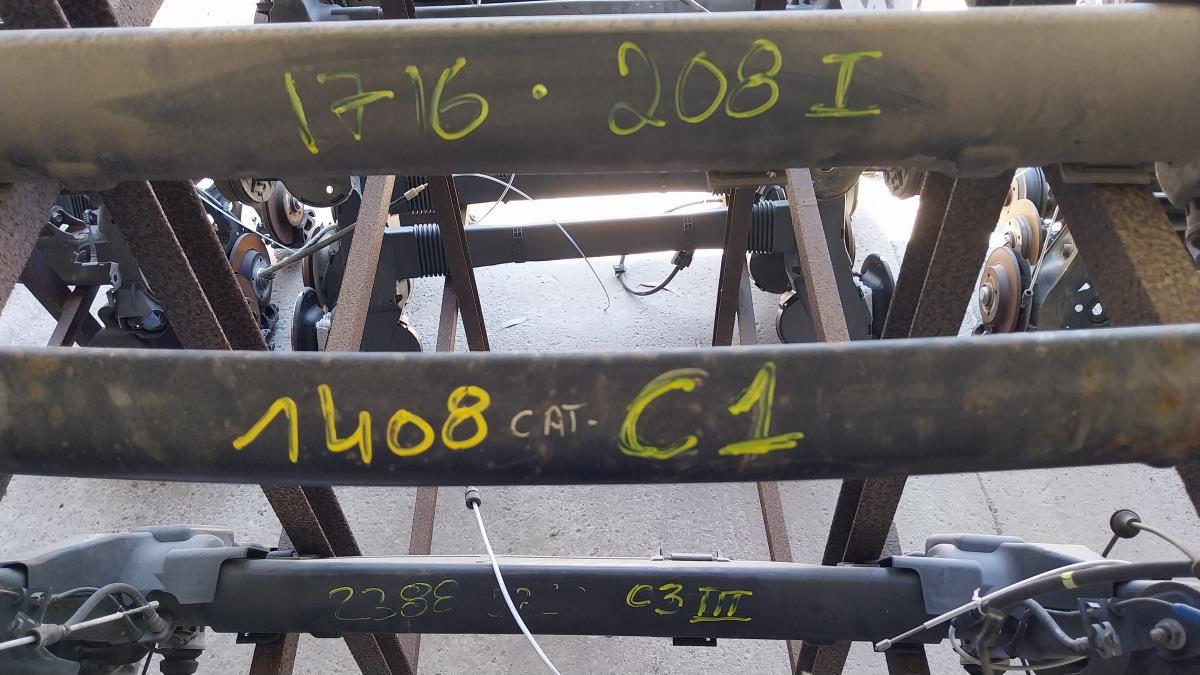 1716 · 208 I
1408 CAT- C1
2388 C3 III